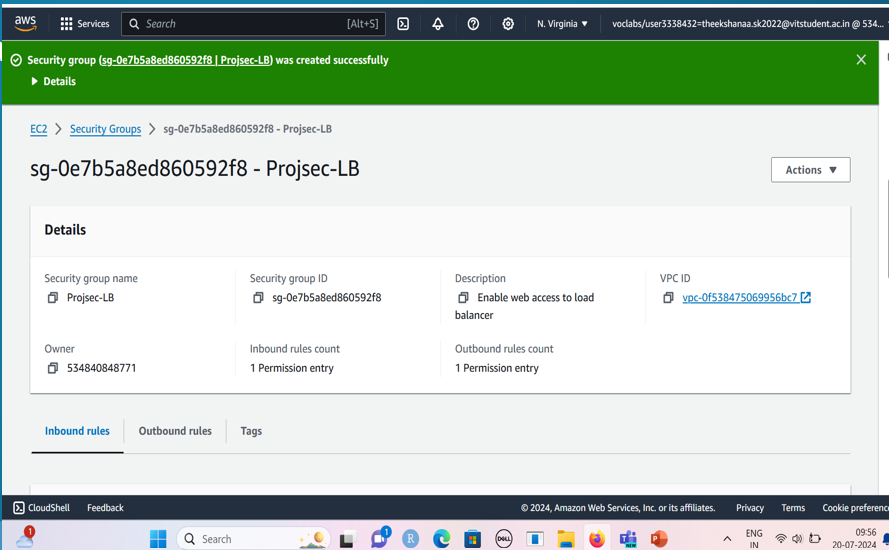 aws
Services
Search
[Alt+S]
N. Virginia
voclabs/user3338432=theekshanaa.sk2022@vitstudent.ac.in @ 534...
Security group (sg-0e7b5a8ed860592f8 | Projsec-LB) was created successfully
Details
EC2 > Security Groups > sg-0e7b5a8ed860592f8 - Projsec-LB
sg-0e7b5a8ed860592f8 - Projsec-LB
Actions
Details
Security group name
Projsec-LB
Security group ID
sg-0e7b5a8ed860592f8
Description
Enable web access to load
balancer
VPC ID
vpc-0f538475069956bc7
Owner
534840848771
Inbound rules count
1 Permission entry
Outbound rules count
1 Permission entry
Inbound rules
Outbound rules
Tags
CloudShell
Feedback
© 2024, Amazon Web Services, Inc. or its affiliates.
Privacy
Terms
Cookie preference
1
Search
1
R
DELL
P
ENG
IN
09:56
20-07-2024